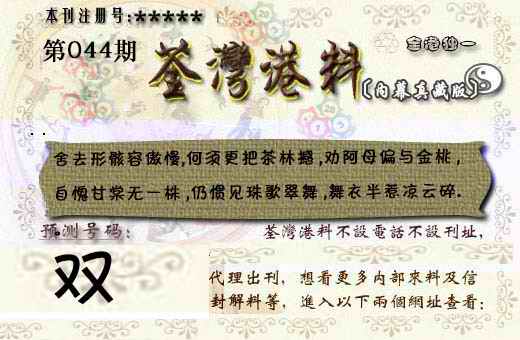 本刊注册号:*****
第044期
荃灣港料
(内幕真藏版)
全港独一
舍去形骸容傲慢,何须更把茶林撼,劝阿母偏与金桃,
自愧甘棠无一株,仍惯见珠歌翠舞,舞衣半惹凉云碎.
预测号码:
荃灣港料不設電話不設刊址,
双
代理出刊,想看更多内部來料及信
封解料等,進入以下兩個網址查看: